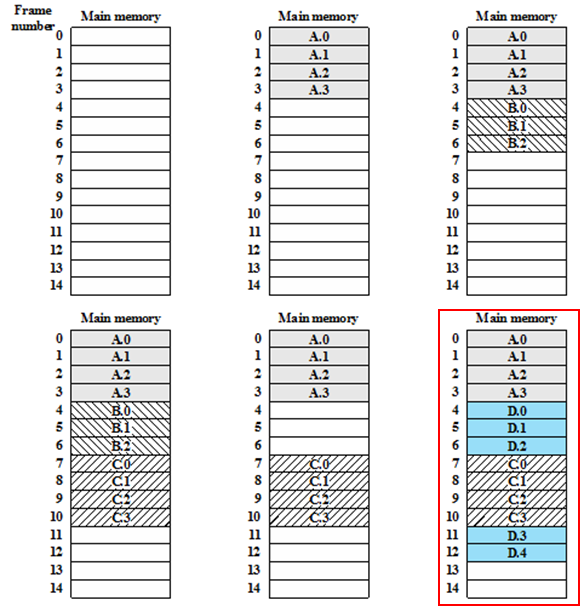 Frame number
Main memory
0
1
2
3
4
5
6
7
8
9
10
11
12
13
14
Main memory
0 A.0
1 A.1
2 A.2
3 A.3
4
5
6
7
8
9
10
11
12
13
14
Main memory
0 A.0
1 A.1
2 A.2
3 A.3
4 B.0
5 B.1
6 B.2
7
8
9
10
11
12
13
14
Main memory
0 A.0
1 A.1
2 A.2
3 A.3
4 B.0
5 B.1
6 B.2
7 C.0
8 C.1
9 C.2
10 C.3
11
12
13
14
Main memory
0 A.0
1 A.1
2 A.2
3 A.3
4
5
6
7 C.0
8 C.1
9 C.2
10 C.3
11
12
13
14
Main memory
0 A.0
1 A.1
2 A.2
3 A.3
4 D.0
5 D.1
6 D.2
7 C.0
8 C.1
9 C.2
10 C.3
11 D.3
12 D.4
13
14